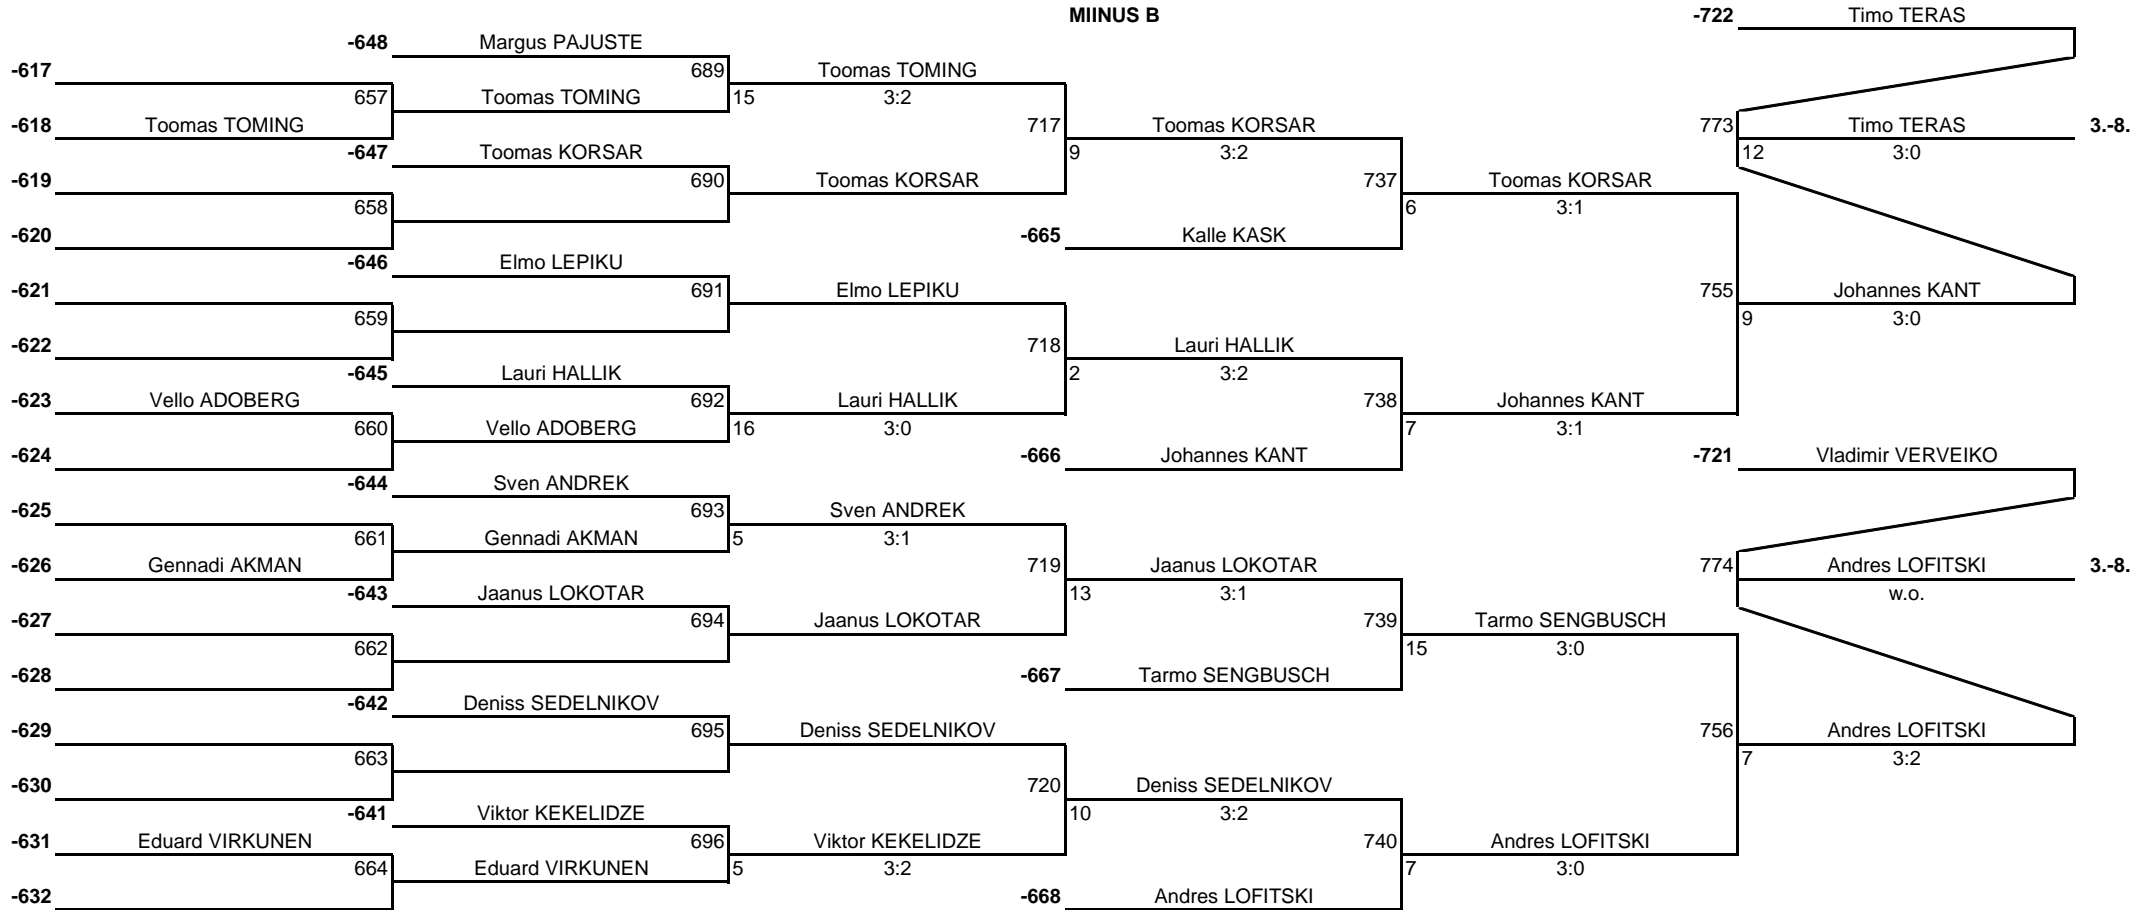 MIINUS B
-722 Timo TERAS
-648 Margus PAJUSTE
-617 689 Toomas TOMING
657 Toomas TOMING 15 3:2
-618 Toomas TOMING 717 Toomas KORSAR 773 Timo TERAS 3.-8.
-647 Toomas KORSAR 9 3:2 12 3:0
-619 690 Toomas KORSAR 737 Toomas KORSAR
658 6 3:1
-620 -665 Kalle KASK
-646 Elmo LEPIKU
-621 691 Elmo LEPIKU 755 Johannes KANT
659 9 3:0
-622 718 Lauri HALLIK
-645 Lauri HALLIK 2 3:2
-623 Vello ADOBERG 692 Lauri HALLIK 738 Johannes KANT
660 Vello ADOBERG 16 3:0 7 3:1
-624 -666 Johannes KANT -721 Vladimir VERVEIKO
-644 Sven ANDREK
-625 693 Sven ANDREK
661 Gennadi AKMAN 5 3:1
-626 Gennadi AKMAN 719 Jaanus LOKOTAR 774 Andres LOFITSKI 3.-8.
-643 Jaanus LOKOTAR 13 3:1 w.o.
-627 694 Jaanus LOKOTAR 739 Tarmo SENGBUSCH
662 15 3:0
-628 -667 Tarmo SENGBUSCH
-642 Deniss SEDELNIKOV
-629 695 Deniss SEDELNIKOV 756 Andres LOFITSKI
663 7 3:2
-630 720 Deniss SEDELNIKOV
-641 Viktor KEKELIDZE 10 3:2
-631 Eduard VIRKUNEN 696 Viktor KEKELIDZE 740 Andres LOFITSKI
664 Eduard VIRKUNEN 5 3:2 7 3:0
-632 -668 Andres LOFITSKI